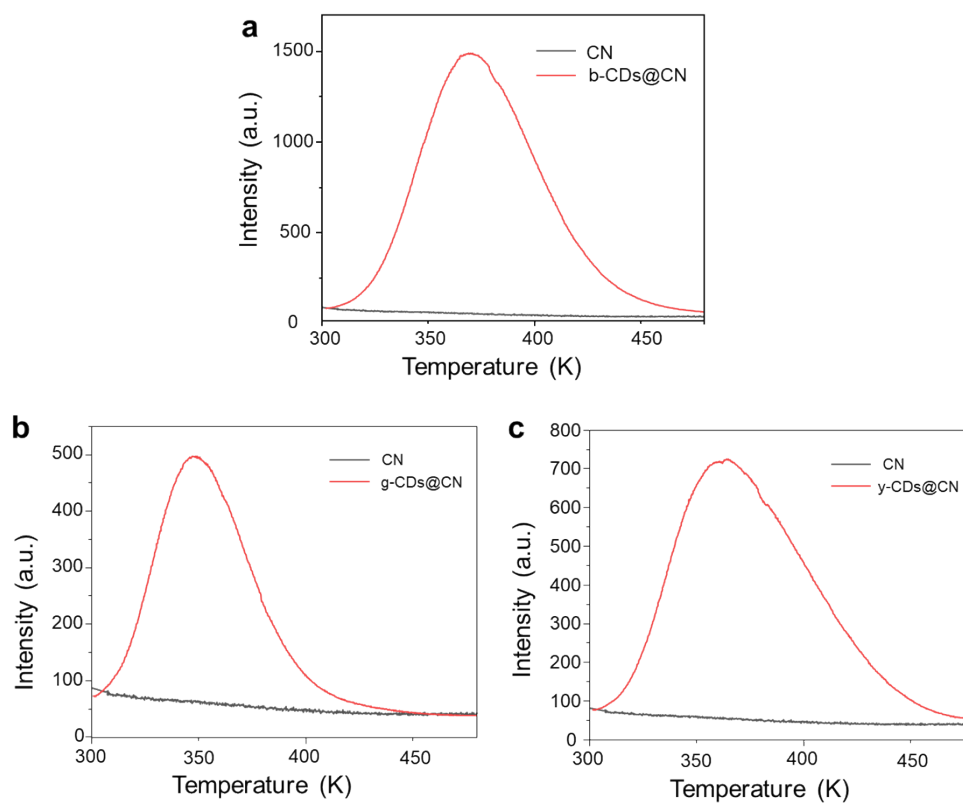 a
CN
b-CDs@CN
Intensity (a.u.)
1500
1000
500
0
300
350
400
450
Temperature (K)
b
CN
g-CDs@CN
Intensity (a.u.)
500
400
300
200
100
0
300
350
400
450
Temperature (K)
c
CN
y-CDs@CN
Intensity (a.u.)
800
700
600
500
400
300
200
100
0
300
350
400
450
Temperature (K)